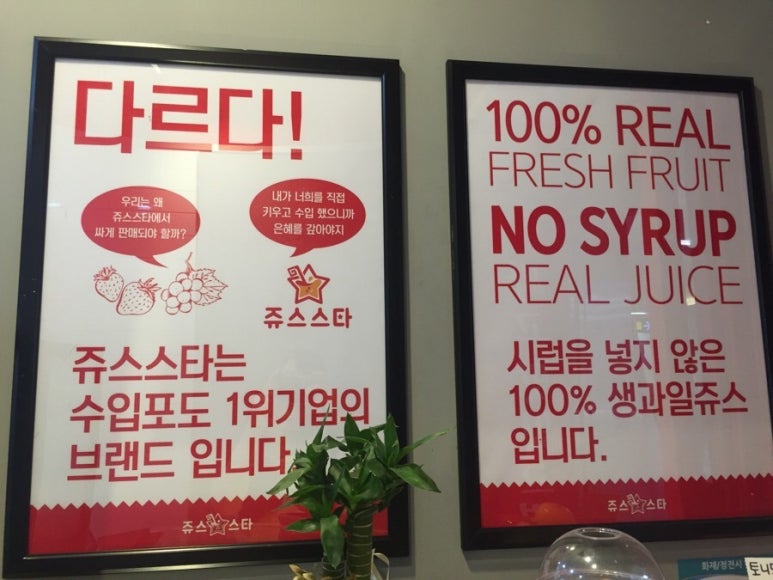 다르다!
우리는 왜
쥬스스타에서
싸게 판매되야 할까?
내가 너희를 직접
키우고 수입 했으니까
은혜를 갚아야지
쥬스스타
쥬스스타는
수입포도 1위기업의
브랜드 입니다.
쥬스 스타
100% REAL
FRESH FRUIT
NO SYRUP
REAL JUICE
시럽을 넣지 않은
100% 생과일쥬스
입니다.
쥬스 스타
화재/정전시